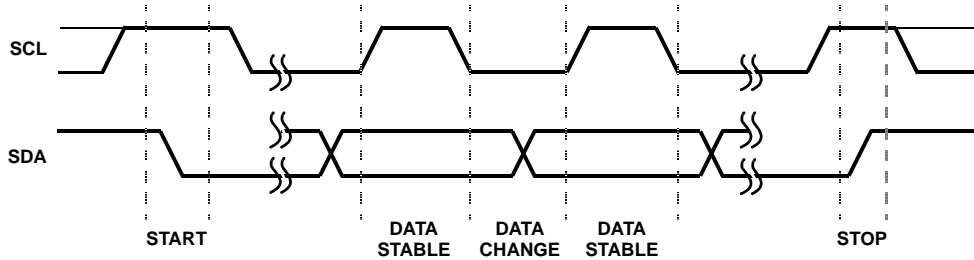 SCL
SDA
START
DATA
STABLE
DATA
CHANGE
DATA
STABLE
STOP